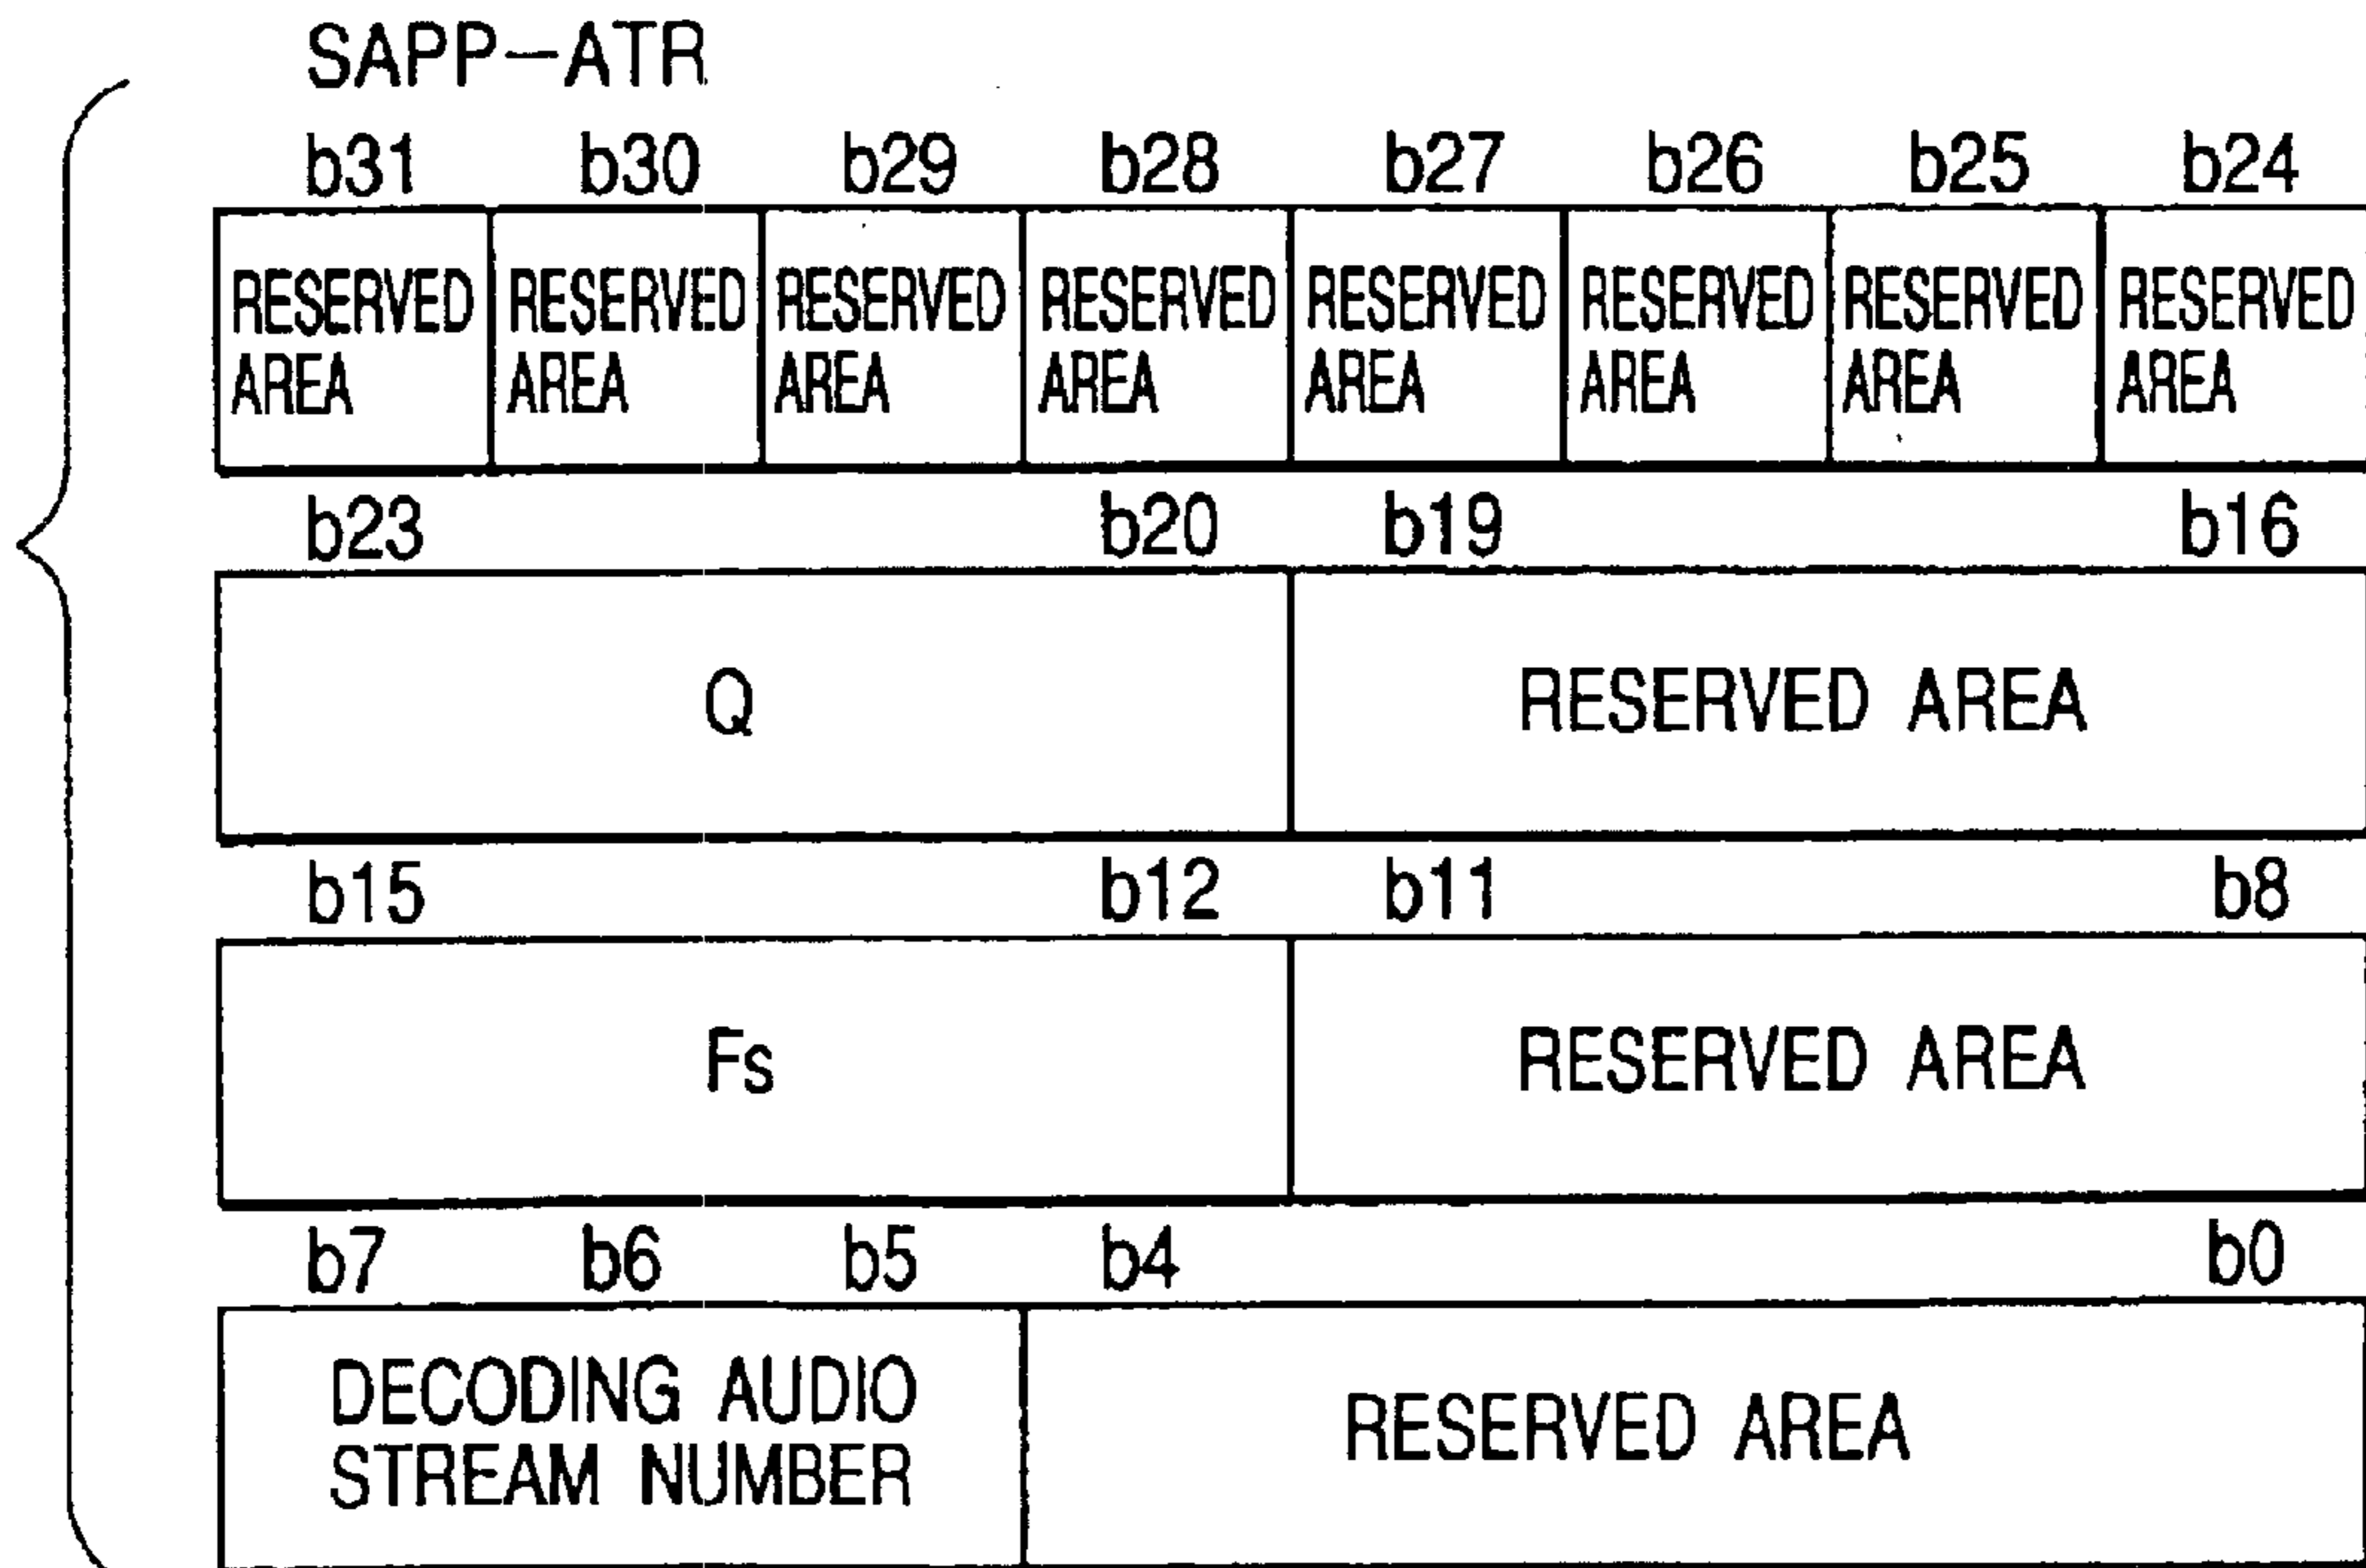 SAPP-ATR
b31 b30 b29 b28 b27 b26 b25 b24
RESERVED RESERVED RESERVED RESERVED RESERVED RESERVED RESERVED RESERVED
AREA AREA AREA AREA AREA AREA AREA AREA
b23 b20 b19 b16
Q RESERVED AREA
b15 b12 b11 b8
Fs RESERVED AREA
b7 b6 b5 b4 b0
DECODING AUDIO
STREAM NUMBER
RESERVED AREA